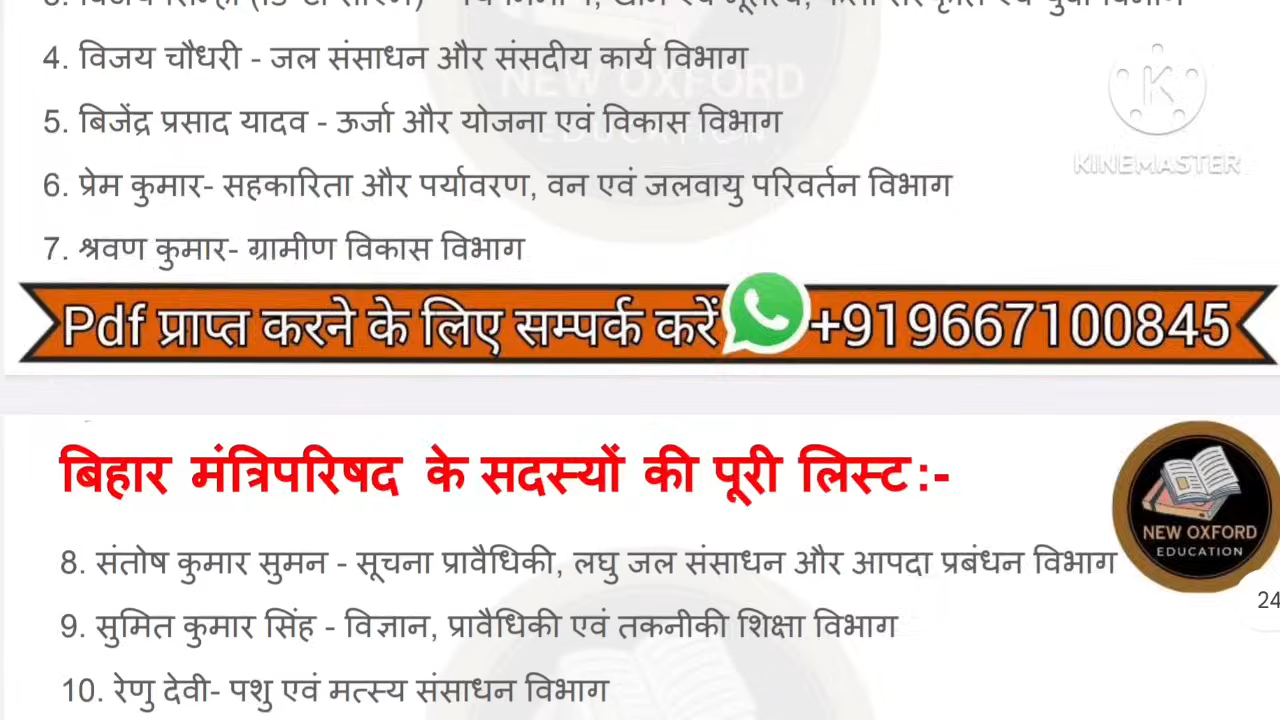 4. विजय चौधरी - जल संसाधन और संसदीय कार्य विभाग
NEW OXFORD
EDUCATION
5. बिजेंद्र प्रसाद यादव - ऊर्जा और योजना एवं विकास विभाग
KINEMASTER
6. प्रेम कुमार- सहकारिता और पर्यावरण, वन एवं जलवायु परिवर्तन विभाग
7. श्रवण कुमार- ग्रामीण विकास विभाग
Pdf प्राप्त करने के लिए सम्पर्क करें +919667100845
बिहार मंत्रिपरिषद के सदस्यों की पूरी लिस्ट:-
NEW OXFORD
EDUCATION
8. संतोष कुमार सुमन - सूचना प्रावैधिकी, लघु जल संसाधन और आपदा प्रबंधन विभाग
24
9. सुमित कुमार सिंह - विज्ञान, प्रावैधिकी एवं तकनीकी शिक्षा विभाग
10. रेणु देवी- पशु एवं मत्स्य संसाधन विभाग